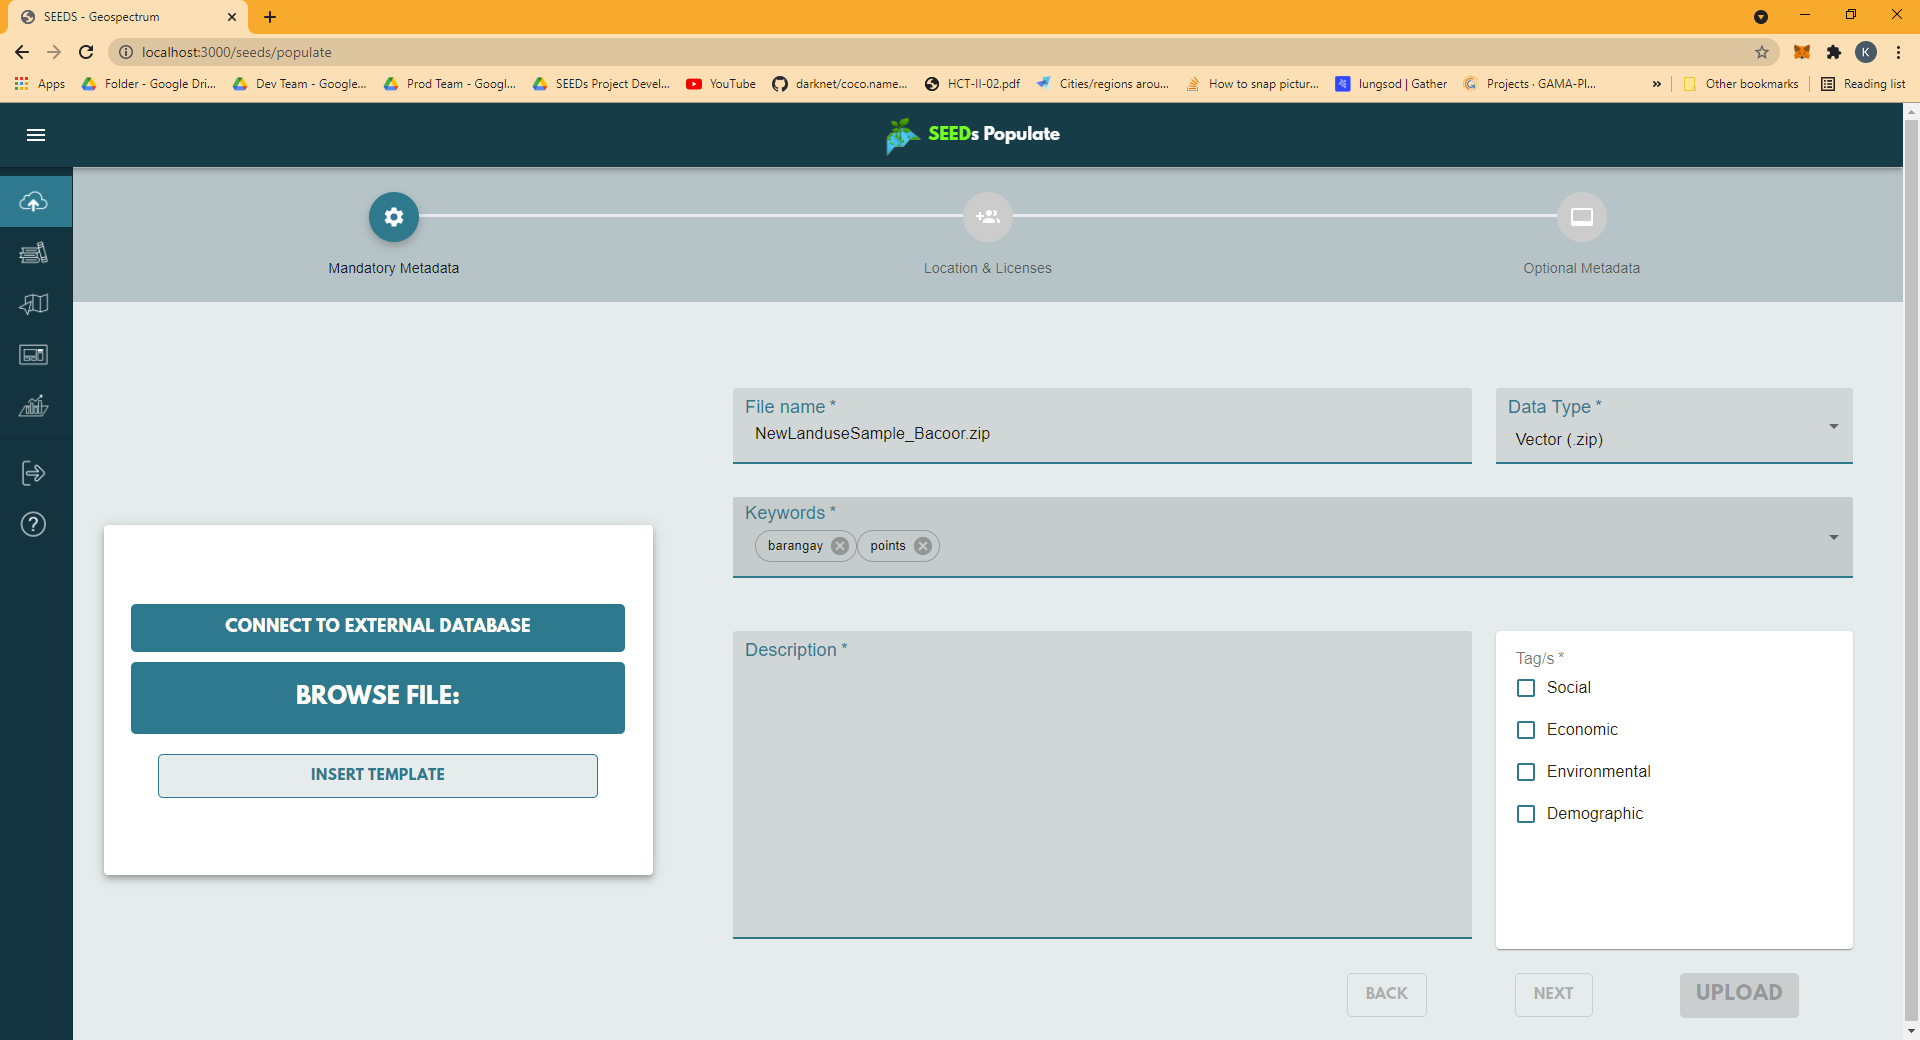 SEEDS - Geospectrum
localhost:3000/seeds/populate
K
Apps
Folder - Google Dri...
Dev Team - Google...
Prod Team - Googl...
SEEDs Project Devel...
YouTube
darknet/coco.name...
HCT-II-02.pdf
Cities/regions arou...
How to snap pictur...
lungsod | Gather
Projects · GAMA-Pl...
»
Other bookmarks
Reading list
SEEDs Populate
Mandatory Metadata
Location & Licenses
Optional Metadata
File name *
NewLanduseSample_Bacoor.zip
Data Type *
Vector (.zip)
Keywords *
barangay
points
CONNECT TO EXTERNAL DATABASE
BROWSE FILE:
INSERT TEMPLATE
Description *
Tag/s *
Social
Economic
Environmental
Demographic
BACK
NEXT
UPLOAD